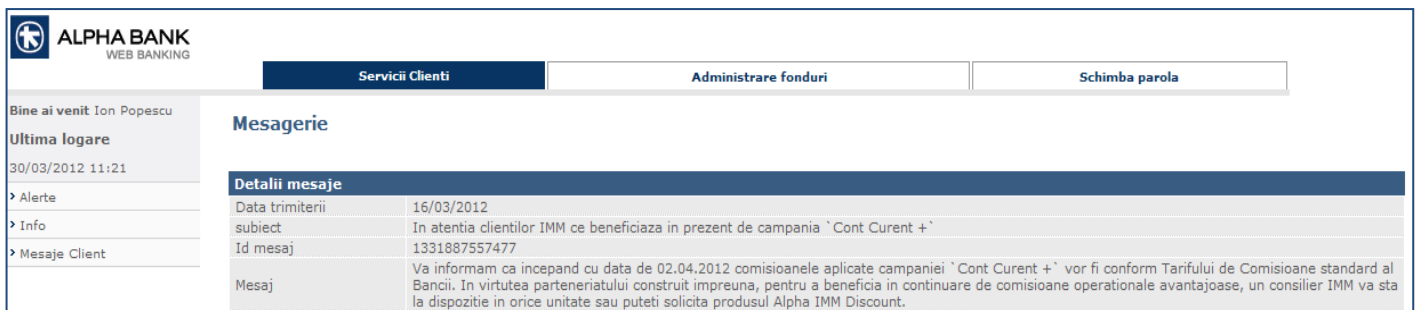 ALPHA BANK
WEB BANKING
Servicii Clienti
Administrare fonduri
Schimba parola
Bine ai venit Ion Popescu
Ultima logare
30/03/2012 11:21
Alerte
Info
Mesaje Client
Mesagerie
Detalii mesaje
Data trimiterii 16/03/2012
subiect In atentia clientilor IMM ce beneficiaza in prezent de campania `Cont Curent +`
Id mesaj 1331887557477
Mesaj
Va informam ca incepand cu data de 02.04.2012 comisioanele aplicate campaniei `Cont Curent +` vor fi conform Tarifului de Comisioane standard al
Bancii. In virtutea parteneriatului construit impreuna, pentru a beneficia in continuare de comisioane operationale avantajoase, un consilier IMM va sta
la dispozitie in orice unitate sau puteti solicita produsul Alpha IMM Discount.